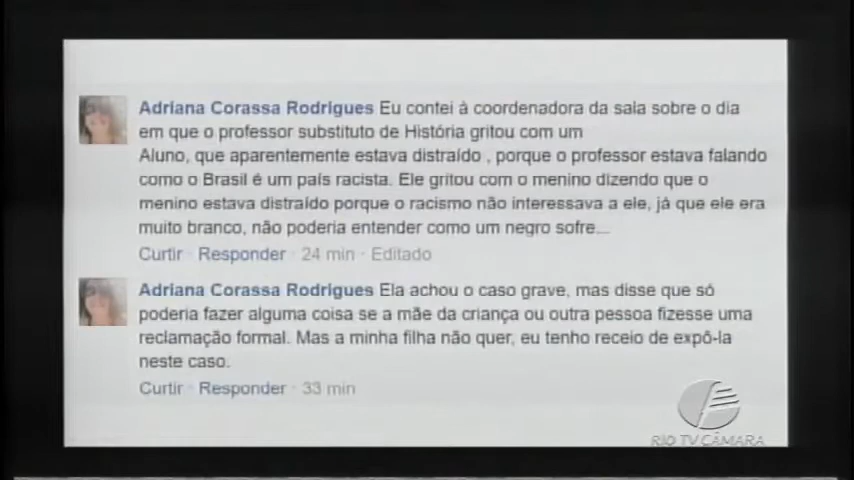 Adriana Corassa Rodrigues Eu contei à coordenadora da sala sobre o dia
em que o professor substituto de História gritou com um
Aluno, que aparentemente estava distraído , porque o professor estava falando
como o Brasil é um país racista. Ele gritou com o menino dizendo que o
menino estava distraído porque o racismo não interessava a ele, já que ele era
muito branco, não poderia entender como um negro sofre...
Curtir · Responder · 24 min · Editado
Adriana Corassa Rodrigues Ela achou o caso grave, mas disse que só
poderia fazer alguma coisa se a mãe da criança ou outra pessoa fizesse uma
reclamação formal. Mas a minha filha não quer, eu tenho receio de expô-la
neste caso.
Curtir · Responder · 33 min
RIO TV CÂMARA